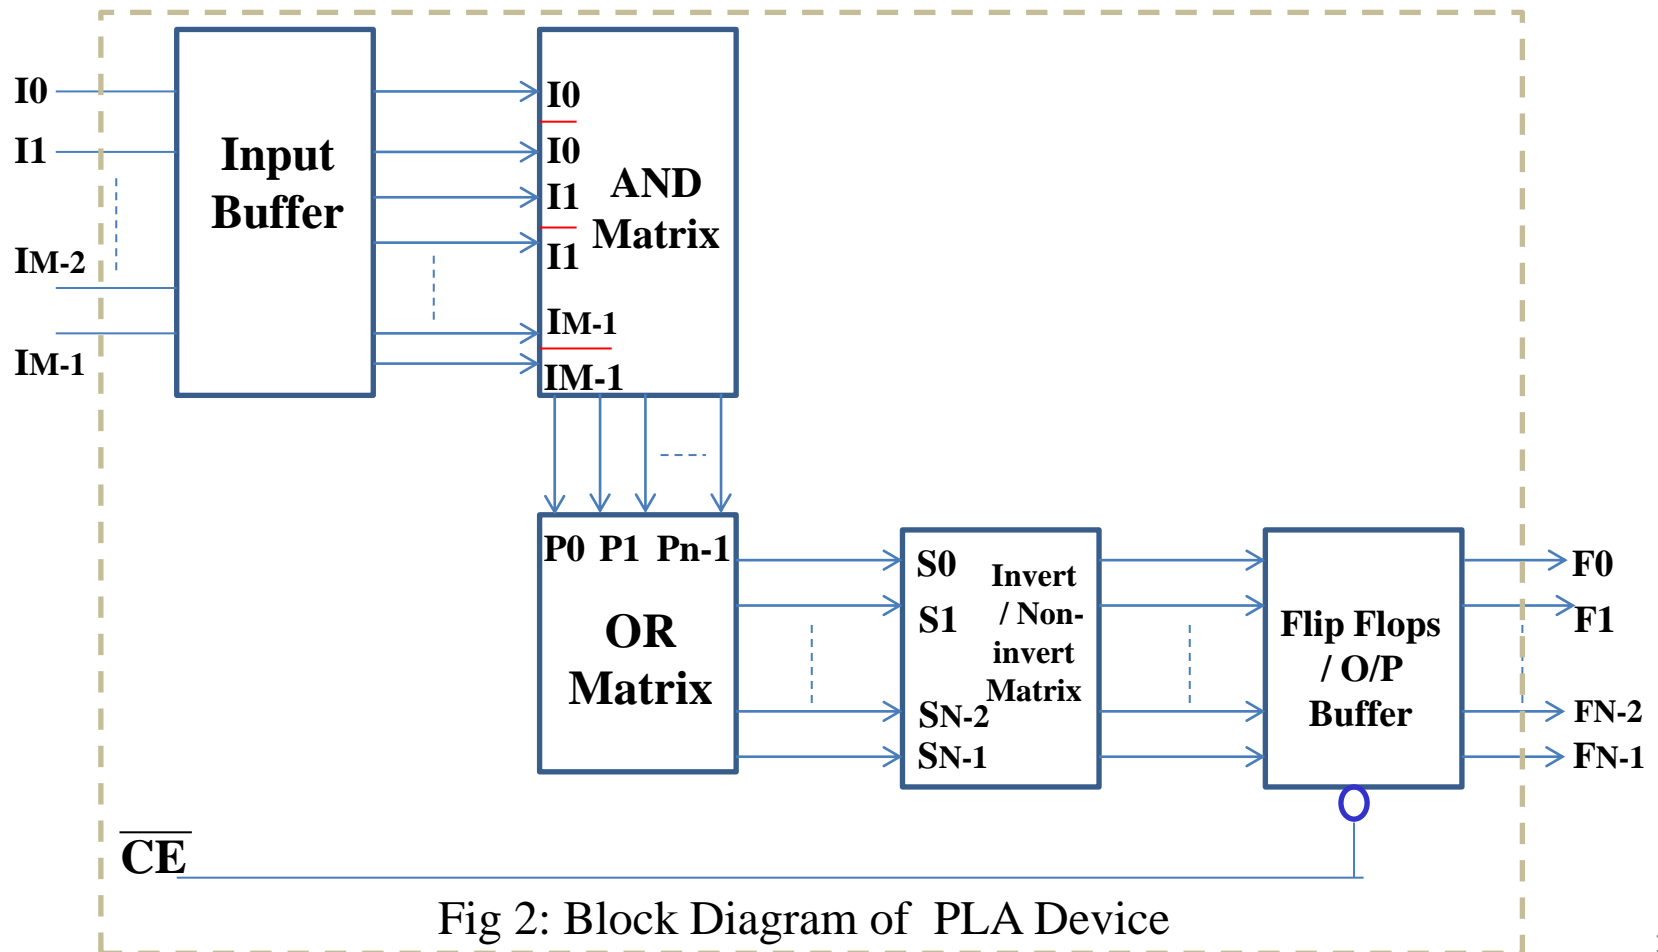 I0
I1
IM-2
IM-1
Input
Buffer
I0
I0
I1
I1
IM-1
IM-1
AND
Matrix
P0 P1 Pn-1
OR
Matrix
S0
S1
SN-2
SN-1
Invert
/ Non-
invert
Matrix
Flip Flops
/ O/P
Buffer
F0
F1
FN-2
FN-1
CE
Fig 2: Block Diagram of PLA Device